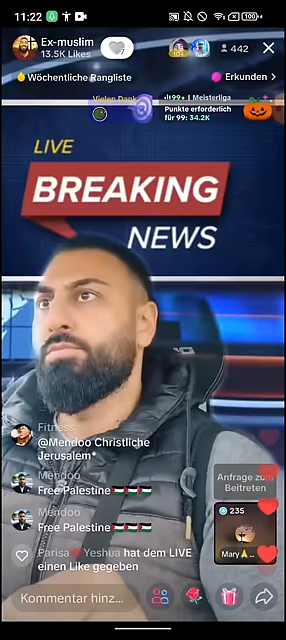 11:22
100+
Ex-muslim
13.5K Likes
442
Wöchentliche Rangliste
Erkunden >
Vielen Dank
99+ | Meisterliga
Punkte erforderlich
für 99: 34.2K
LIVE
BREAKING
NEWS
Fitness
@Mendoo Christliche
Jerusalem*
Mendoo
Free Palestine
Mendoo
Free Palestine
Parisa Yeshua hat dem LIVE
einen Like gegeben
Anfrage zum
Beitreten
235
Mary
Kommentar hinz...